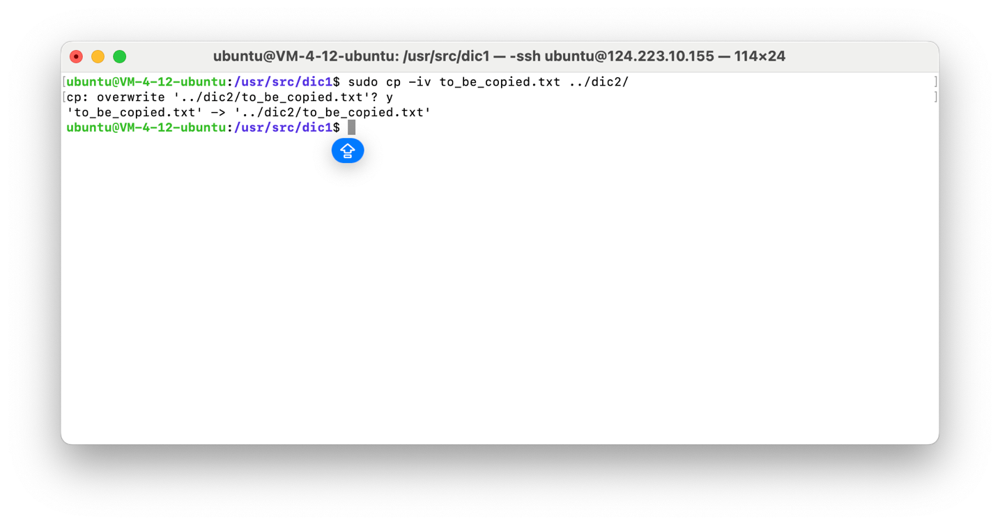 ubuntu@VM-4-12-ubuntu: /usr/src/dic1 — -ssh ubuntu@124.223.10.155 — 114×24
[ubuntu@VM-4-12-ubuntu:/usr/src/dic1$ sudo cp -iv to_be_copied.txt ../dic2/ ]
[cp: overwrite '../dic2/to_be_copied.txt'? y ]
'to_be_copied.txt' -> '../dic2/to_be_copied.txt'
ubuntu@VM-4-12-ubuntu:/usr/src/dic1$